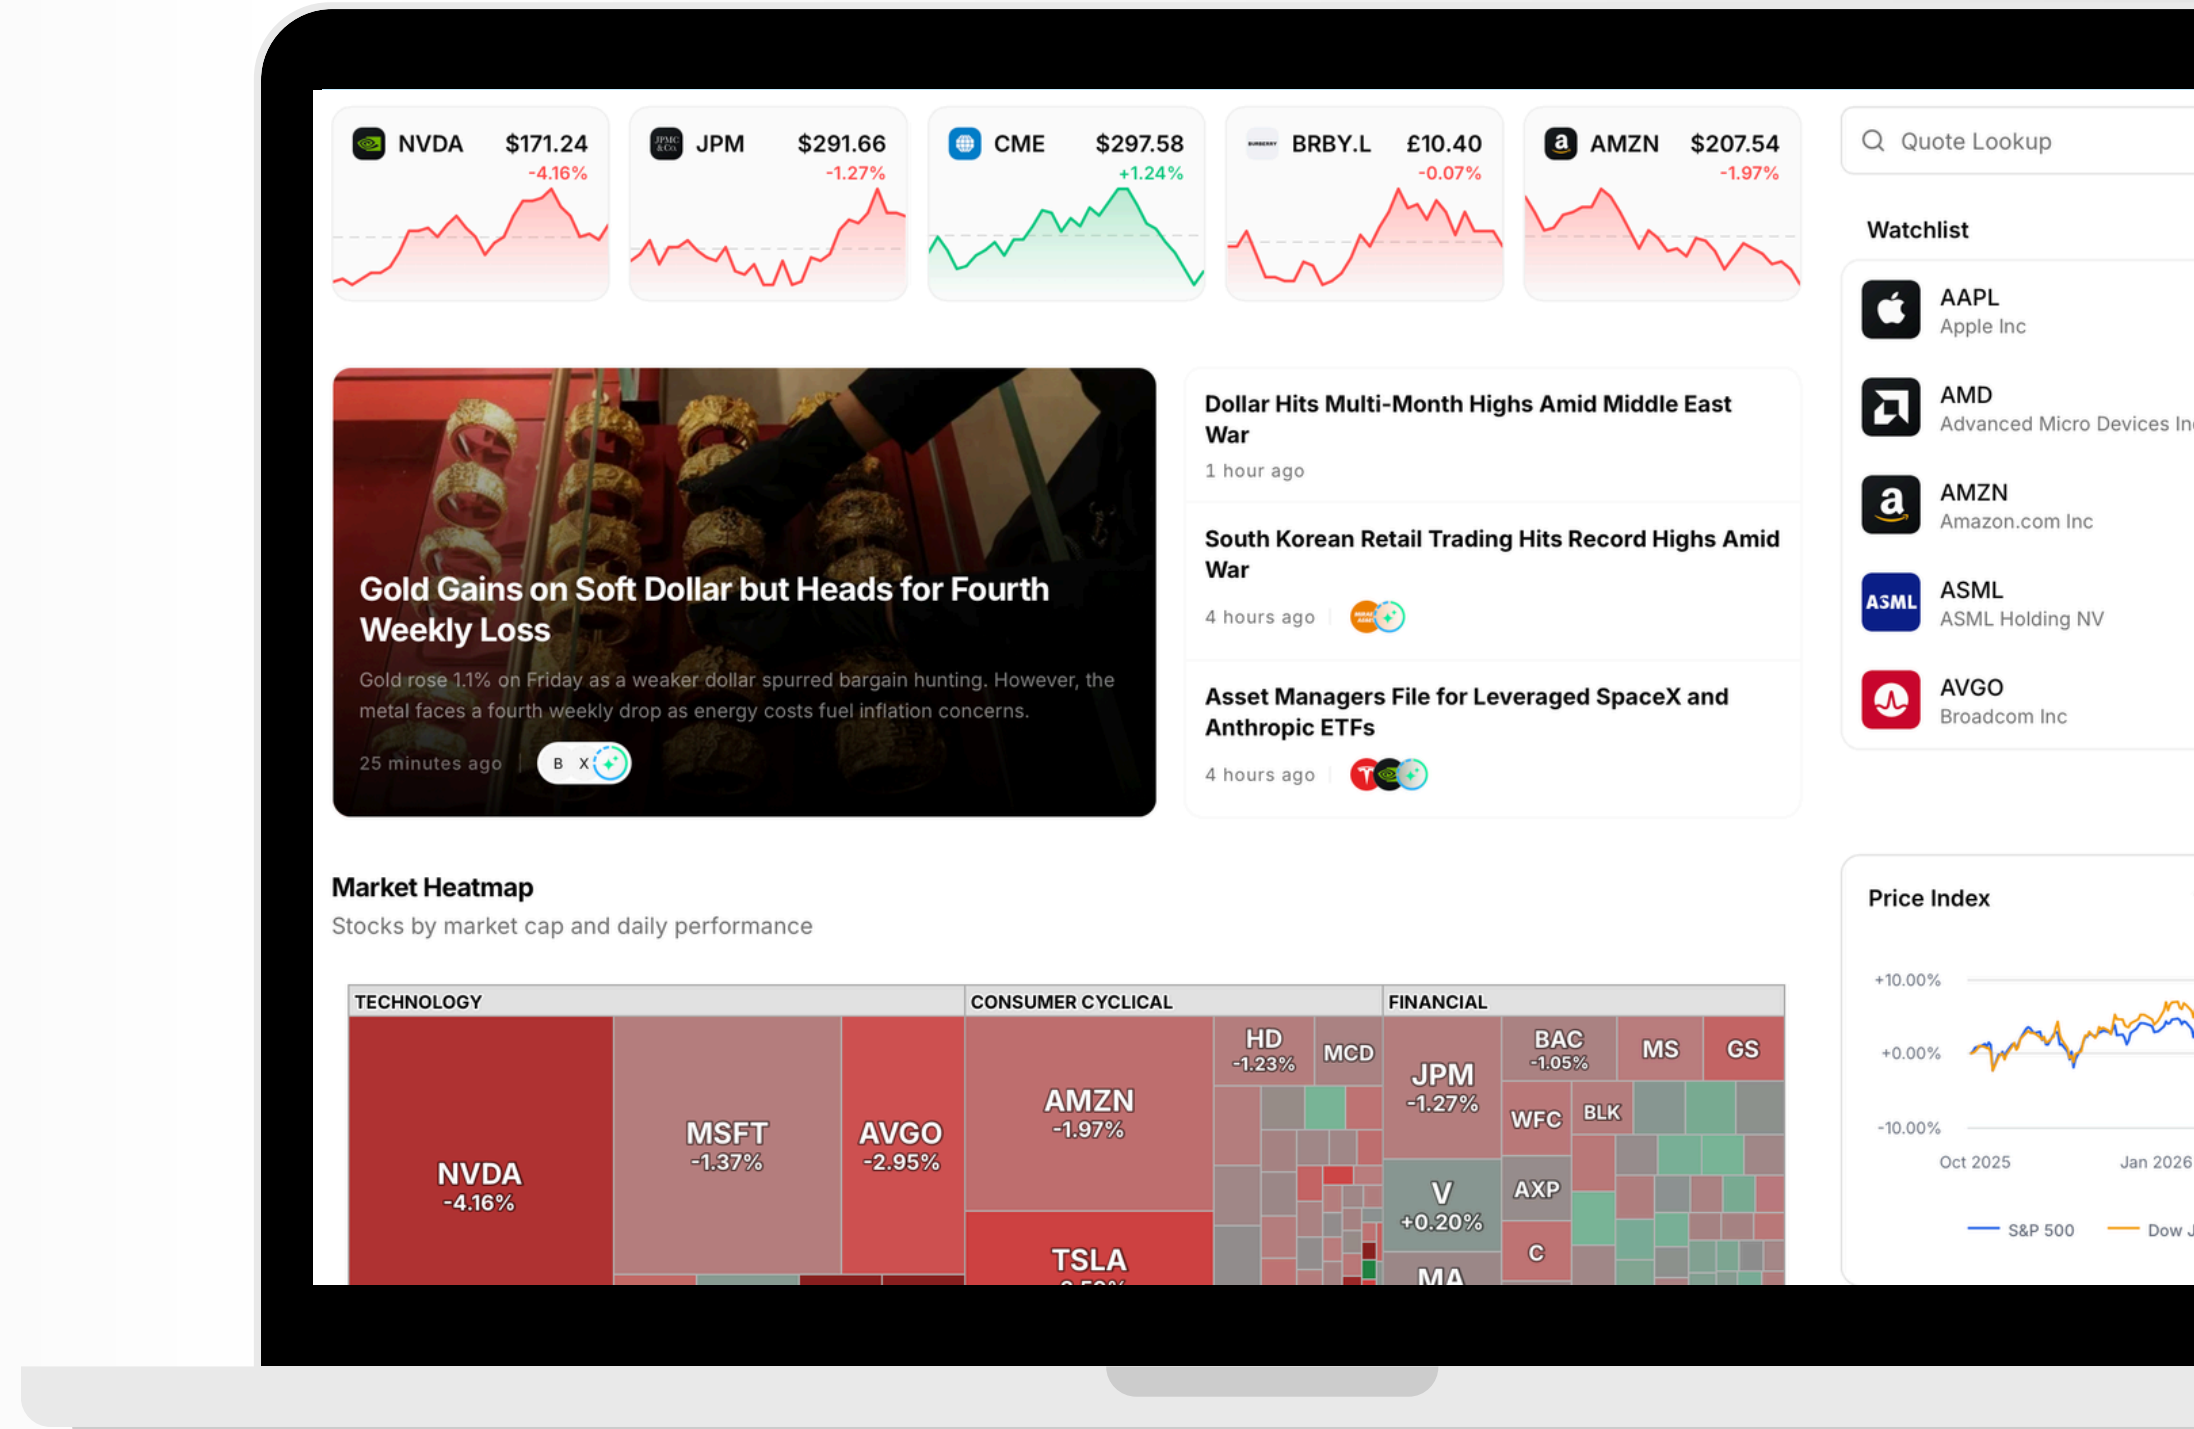 NVDA $171.24
-4.16%
JPMC & Co. JPM $291.66
-1.27%
CME $297.58
+1.24%
BURBERRY BRBY.L £10.40
-0.07%
a AMZN $207.54
-1.97%
Quote Lookup
Watchlist
AAPL
Apple Inc
AMD
Advanced Micro Devices Inc
a AMZN
Amazon.com Inc
ASML ASML
ASML Holding NV
AVGO
Broadcom Inc
Gold Gains on Soft Dollar but Heads for Fourth
Weekly Loss
Gold rose 1.1% on Friday as a weaker dollar spurred bargain hunting. However, the
metal faces a fourth weekly drop as energy costs fuel inflation concerns.
25 minutes ago B X
Dollar Hits Multi-Month Highs Amid Middle East
War
1 hour ago
South Korean Retail Trading Hits Record Highs Amid
War
4 hours ago
Asset Managers File for Leveraged SpaceX and
Anthropic ETFs
4 hours ago
Market Heatmap
Stocks by market cap and daily performance
TECHNOLOGY
NVDA
-4.16%
MSFT
-1.37%
AVGO
-2.95%
CONSUMER CYCLICAL
AMZN
-1.97%
TSLA
HD
-1.23%
MCD
FINANCIAL
JPM
-1.27%
V
+0.20%
MA
BAC
-1.05%
MS
GS
WFC
BLK
AXP
C
Price Index
+10.00%
+0.00%
-10.00%
Oct 2025 Jan 2026
S&P 500 Dow J